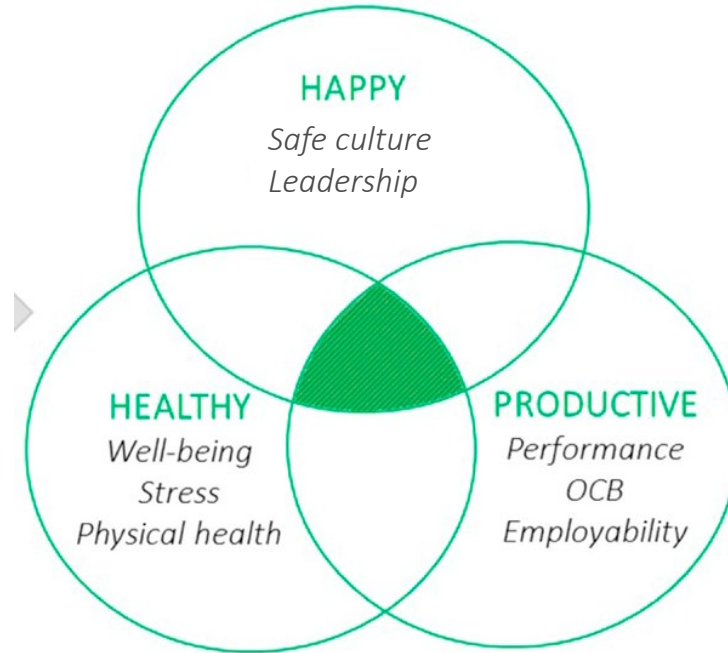 HAPPY
Safe culture
Leadership
HEALTHY
Well-being
Stress
Physical health
PRODUCTIVE
Performance
OCB
Employability